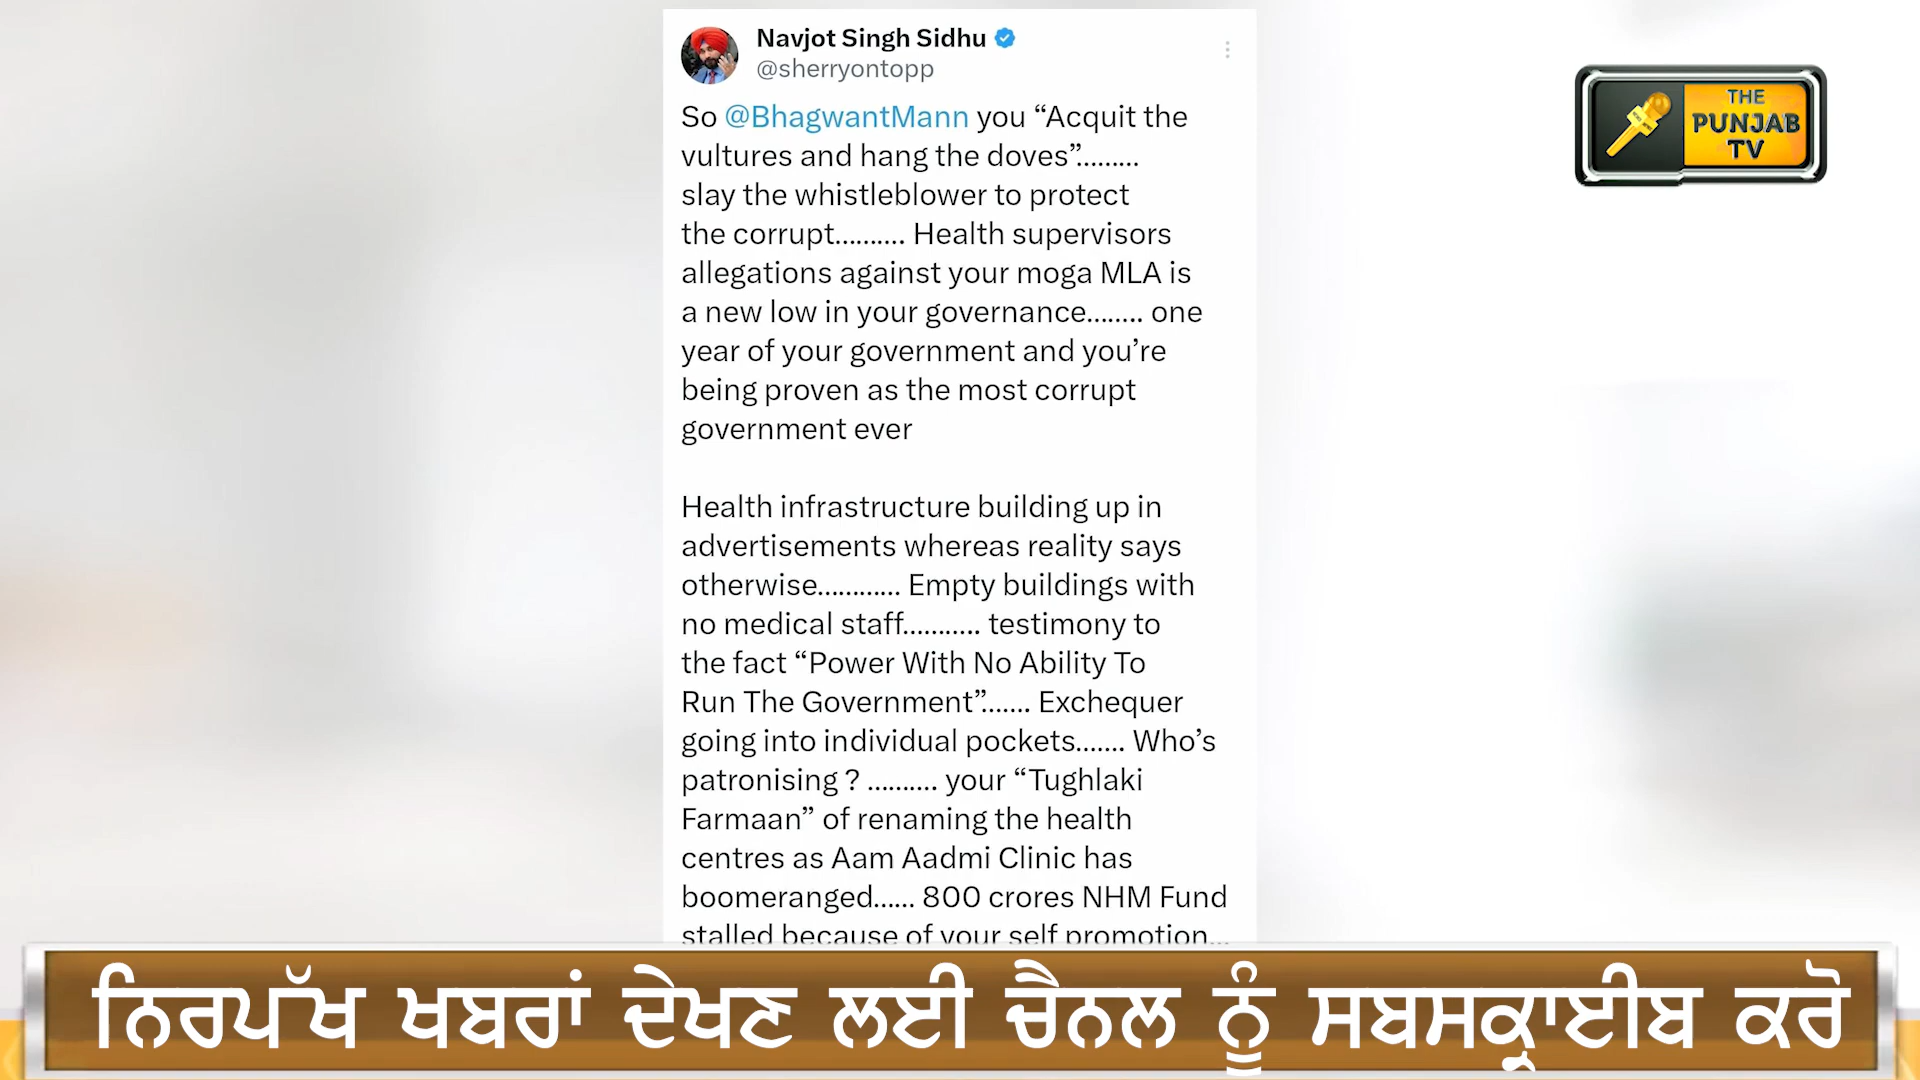 Navjot Singh Sidhu
@sherryontopp
So @BhagwantMann you “Acquit the
vultures and hang the doves”.........
slay the whistleblower to protect
the corrupt.......... Health supervisors
allegations against your moga MLA is
a new low in your governance........ one
year of your government and you’re
being proven as the most corrupt
government ever
Health infrastructure building up in
advertisements whereas reality says
otherwise............ Empty buildings with
no medical staff........... testimony to
the fact “Power With No Ability To
Run The Government”....... Exchequer
going into individual pockets....... Who’s
patronising ? .......... your “Tughlaki
Farmaan” of renaming the health
centres as Aam Aadmi Clinic has
boomeranged...... 800 crores NHM Fund
stalled because of your self promotion...
THE
PUNJAB
TV
ਨਿਰਪੱਖ ਖਬਰਾਂ ਦੇਖਣ ਲਈ ਚੈਨਲ ਨੂੰ ਸਬਸਕ੍ਰਾਈਬ ਕਰੋ